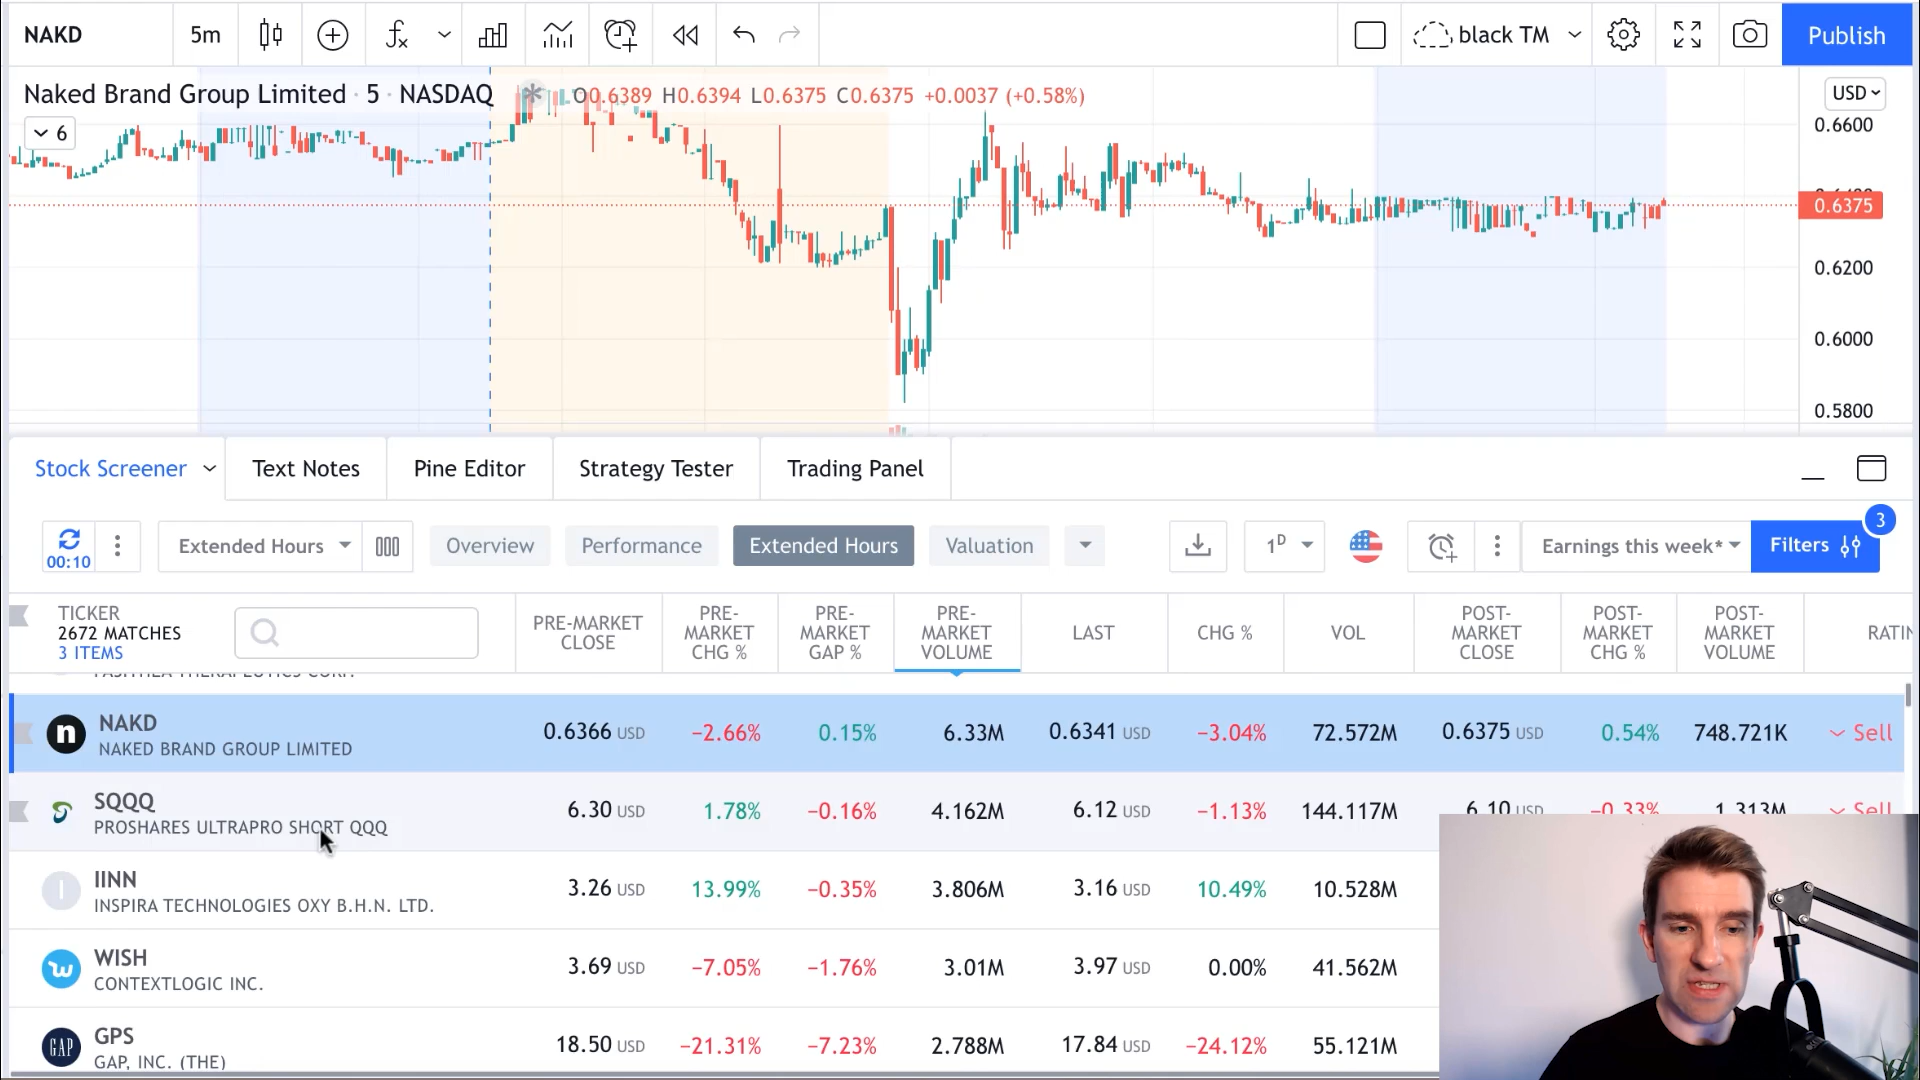 NAKD 5m black TM Publish
Naked Brand Group Limited · 5 · NASDAQ O0.6389 H0.6394 L0.6375 C0.6375 +0.0037 (+0.58%)
USD
6
0.6600
0.6375
0.6200
0.6000
0.5800
Stock Screener Text Notes Pine Editor Strategy Tester Trading Panel
00:10 Extended Hours Overview Performance Extended Hours Valuation 1D Earnings this week* Filters 3
TICKER
2672 MATCHES
3 ITEMS
PRE-MARKET
CLOSE
PRE-
MARKET
CHG %
PRE-
MARKET
GAP %
PRE-
MARKET
VOLUME
LAST
CHG %
VOL
POST-
MARKET
CLOSE
POST-
MARKET
CHG %
POST-
MARKET
VOLUME
RATIN
NAKD 0.6366 USD −2.66% 0.15% 6.33M 0.6341 USD −3.04% 72.572M 0.6375 USD 0.54% 748.721K Sell
NAKED BRAND GROUP LIMITED
SQQQ 6.30 USD 1.78% −0.16% 4.162M 6.12 USD −1.13% 144.117M 6.10 USD −0.33% 1.313M Sell
PROSHARES ULTRAPRO SHORT QQQ
IINN 3.26 USD 13.99% −0.35% 3.806M 3.16 USD 10.49% 10.528M
INSPIRA TECHNOLOGIES OXY B.H.N. LTD.
WISH 3.69 USD −7.05% −1.76% 3.01M 3.97 USD 0.00% 41.562M
CONTEXTLOGIC INC.
GAP GPS 18.50 USD −21.31% −7.23% 2.788M 17.84 USD −24.12% 55.121M
GAP, INC. (THE)